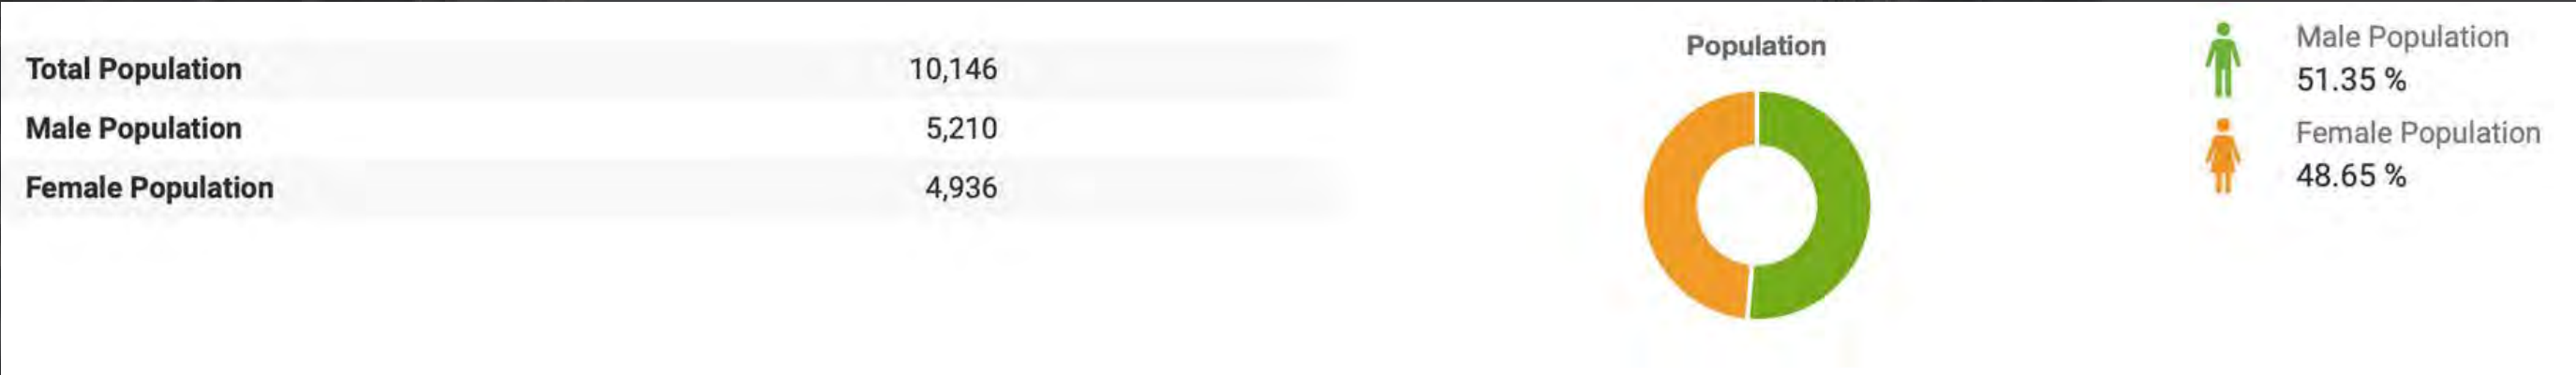 Total Population 10,146
Male Population 5,210
Female Population 4,936
Population
Male Population
51.35 %
Female Population
48.65 %